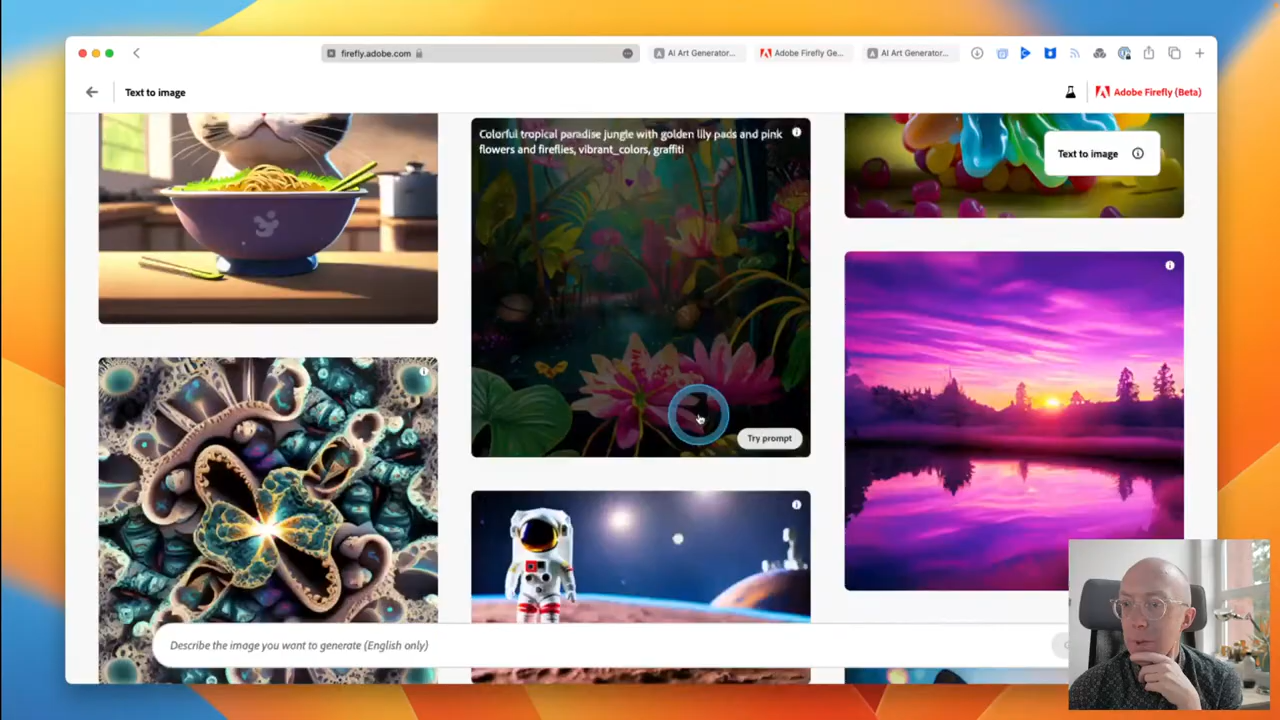 firefly.adobe.com
AI Art Generator...
Adobe Firefly Ge...
AI Art Generator...
Text to image
Adobe Firefly (Beta)
Colorful tropical paradise jungle with golden lily pads and pink
flowers and fireflies, vibrant_colors, graffiti
Text to image
Try prompt
Describe the image you want to generate (English only)